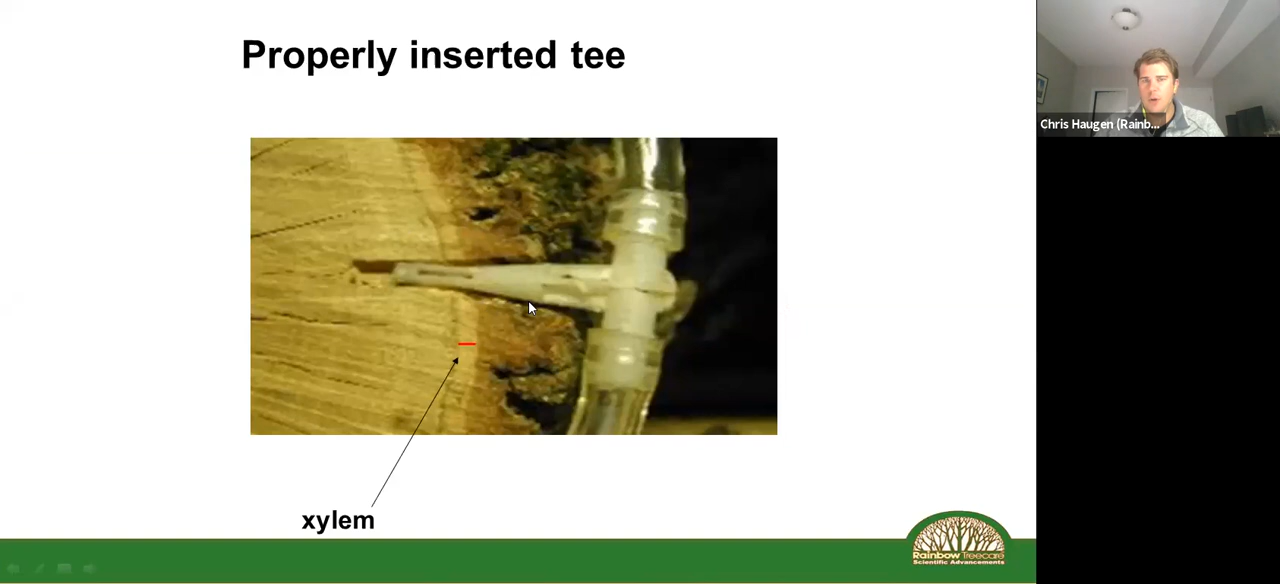 Properly inserted tee
Chris Haugen (Rainb...
xylem
Rainbow Treecare
Scientific Advancements